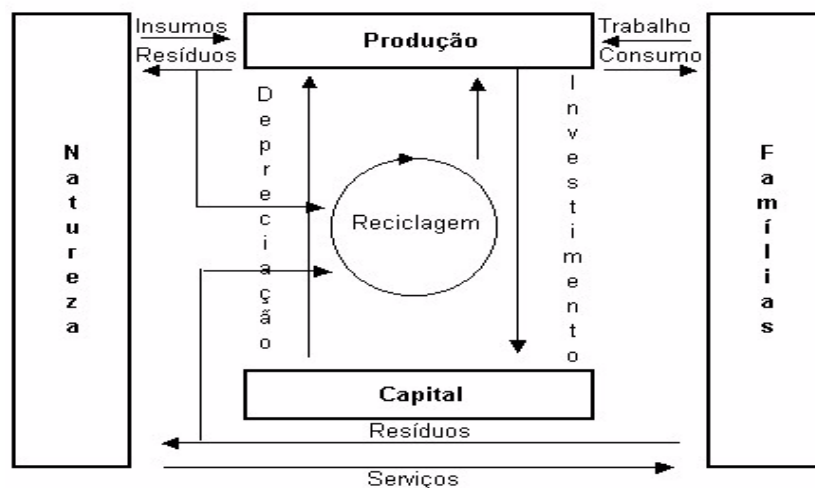 Insumos
Resíduos
Produção
Trabalho
Consumo
Depreciação
Investimento
Natureza
Reciclagem
Famílias
Capital
Resíduos
Serviços